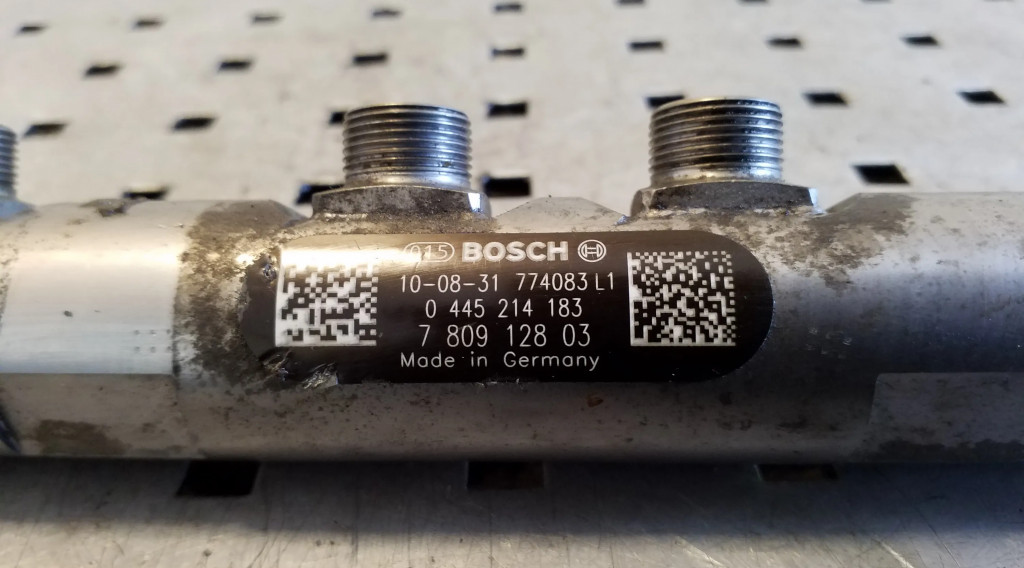 015 BOSCH
10-08-31 774083 L1
0 445 214 183
7 809 128 03
Made in Germany